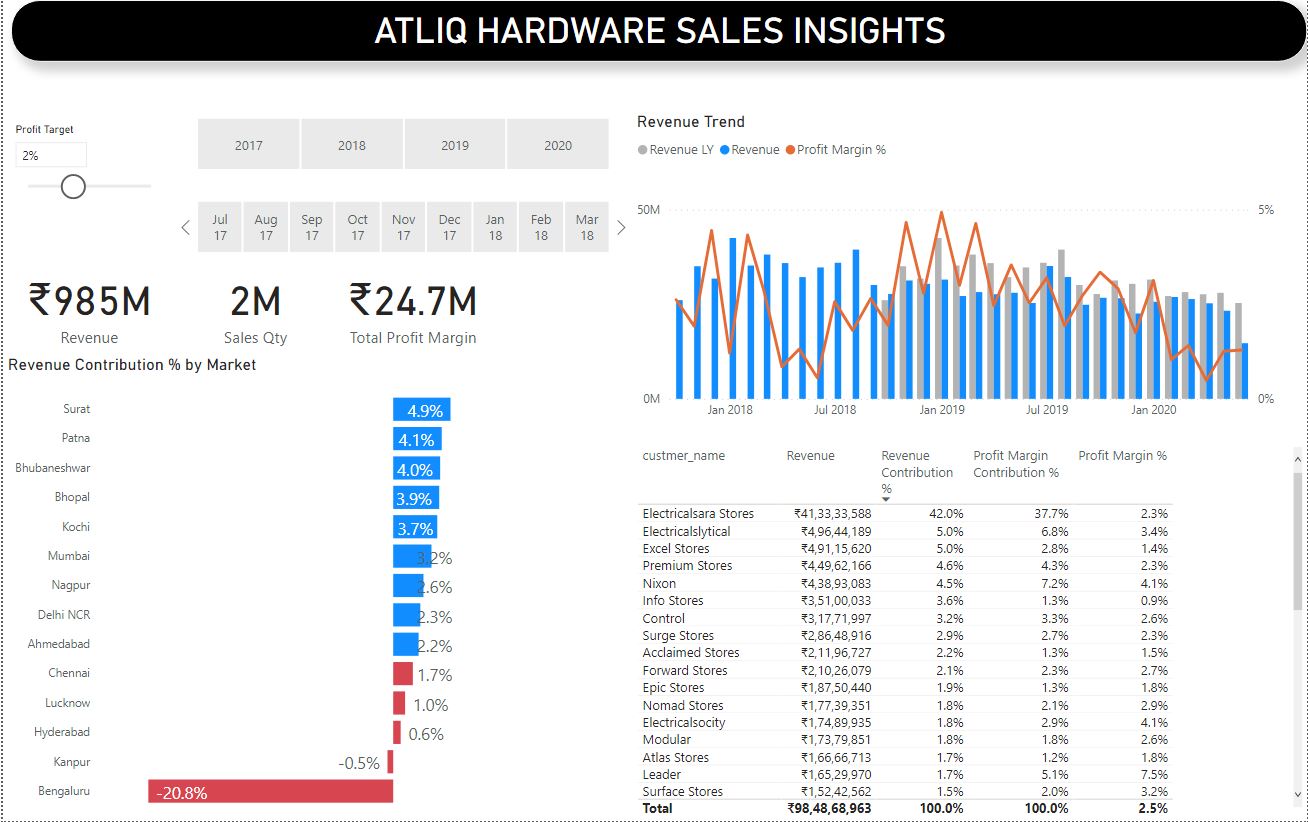 ATLIQ HARDWARE SALES INSIGHTS
Profit Target
2%
2017 2018 2019 2020
Jul 17 Aug 17 Sep 17 Oct 17 Nov 17 Dec 17 Jan 18 Feb 18 Mar 18
₹985M 2M ₹24.7M
Revenue Sales Qty Total Profit Margin
Revenue Contribution % by Market
Surat 4.9%
Patna 4.1%
Bhubaneshwar 4.0%
Bhopal 3.9%
Kochi 3.7%
Mumbai 3.2%
Nagpur 2.6%
Delhi NCR 2.3%
Ahmedabad 2.2%
Chennai 1.7%
Lucknow 1.0%
Hyderabad 0.6%
Kanpur -0.5%
Bengaluru -20.8%
Revenue Trend
Revenue LY Revenue Profit Margin %
50M 5%
0M 0%
Jan 2018 Jul 2018 Jan 2019 Jul 2019 Jan 2020
custmer_name Revenue Revenue Contribution % Profit Margin Contribution % Profit Margin %
Electricalsara Stores ₹41,33,33,588 42.0% 37.7% 2.3%
Electricalslytical ₹4,96,44,189 5.0% 6.8% 3.4%
Excel Stores ₹4,91,15,620 5.0% 2.8% 1.4%
Premium Stores ₹4,49,62,166 4.6% 4.3% 2.3%
Nixon ₹4,38,93,083 4.5% 7.2% 4.1%
Info Stores ₹3,51,00,033 3.6% 1.3% 0.9%
Control ₹3,17,71,997 3.2% 3.3% 2.6%
Surge Stores ₹2,86,48,916 2.9% 2.7% 2.3%
Acclaimed Stores ₹2,11,96,727 2.2% 1.3% 1.5%
Forward Stores ₹2,10,26,079 2.1% 2.3% 2.7%
Epic Stores ₹1,87,50,440 1.9% 1.3% 1.8%
Nomad Stores ₹1,77,39,351 1.8% 2.1% 2.9%
Electricalsocity ₹1,74,89,935 1.8% 2.9% 4.1%
Modular ₹1,73,79,851 1.8% 1.8% 2.6%
Atlas Stores ₹1,66,66,713 1.7% 1.2% 1.8%
Leader ₹1,65,29,970 1.7% 5.1% 7.5%
Surface Stores ₹1,52,42,562 1.5% 2.0% 3.2%
Total ₹98,48,68,963 100.0% 100.0% 2.5%